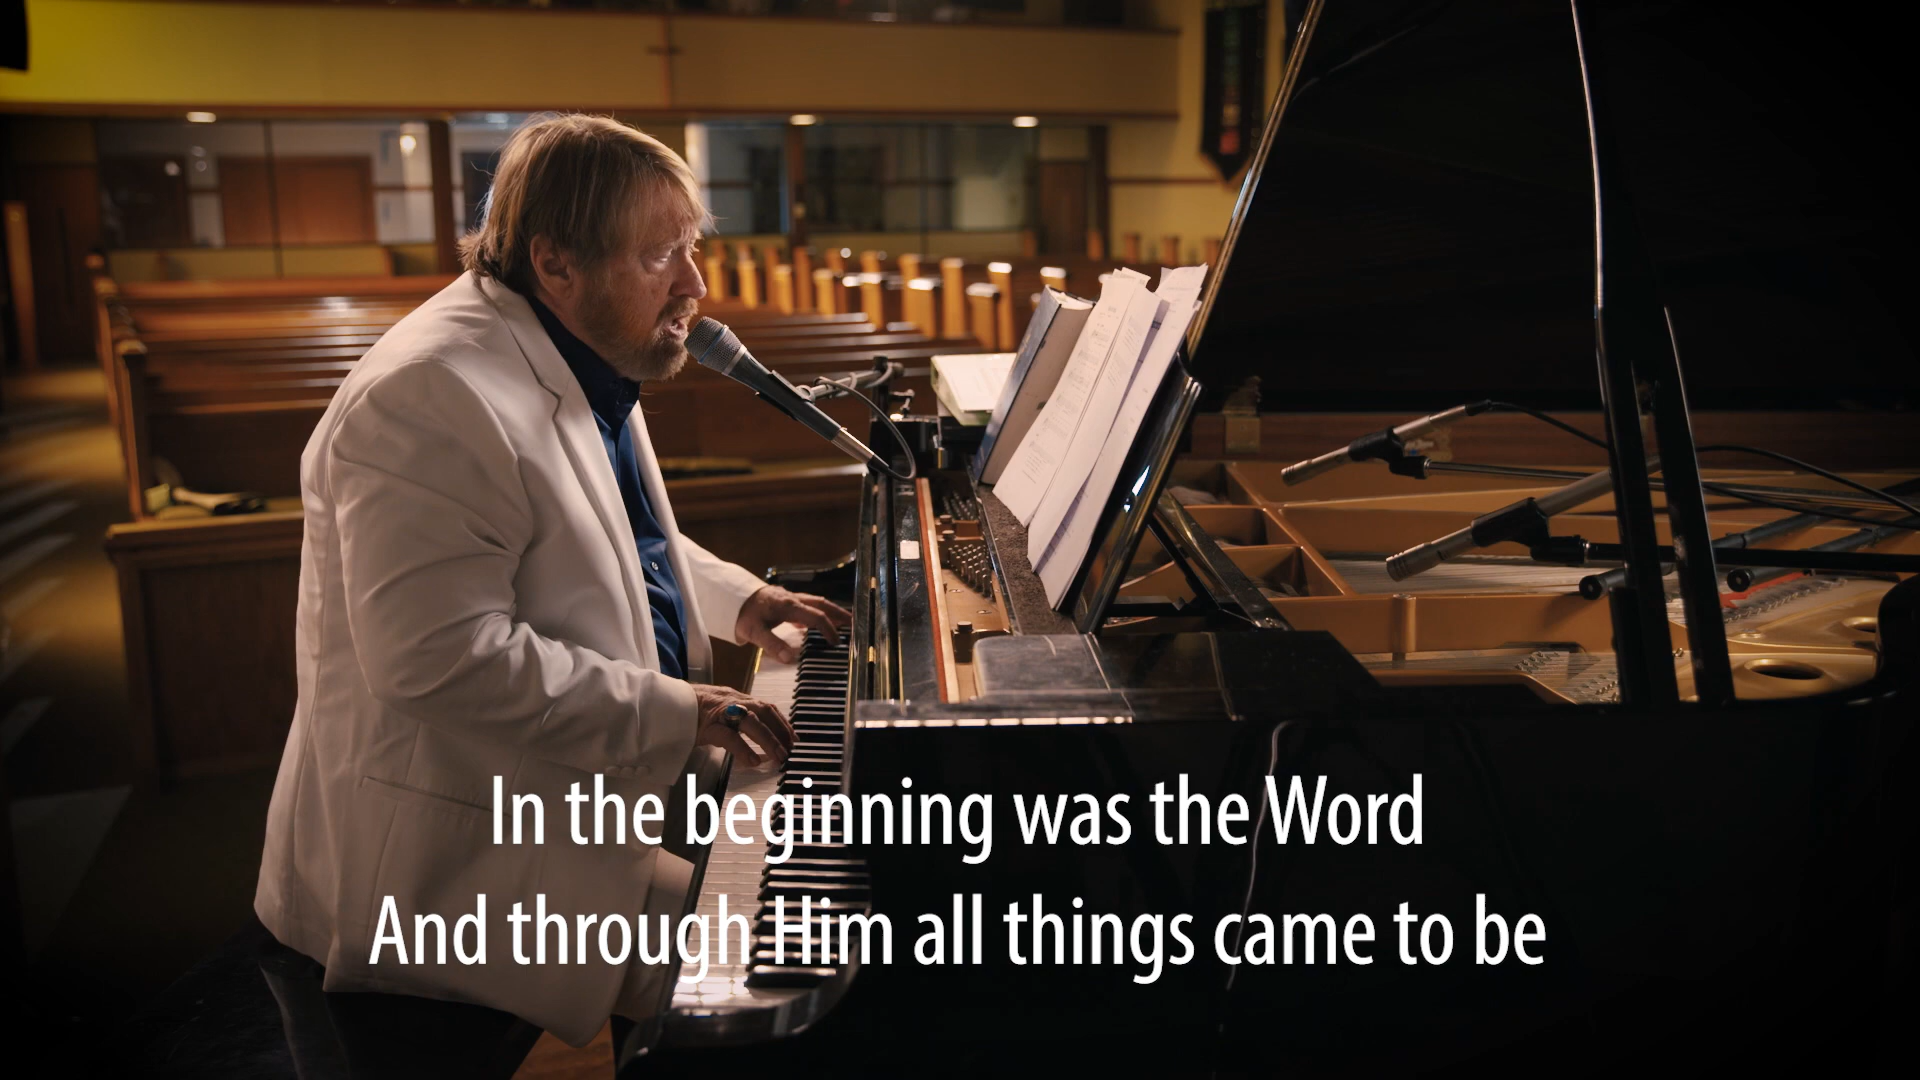 In the beginning was the Word
And through Him all things came to be